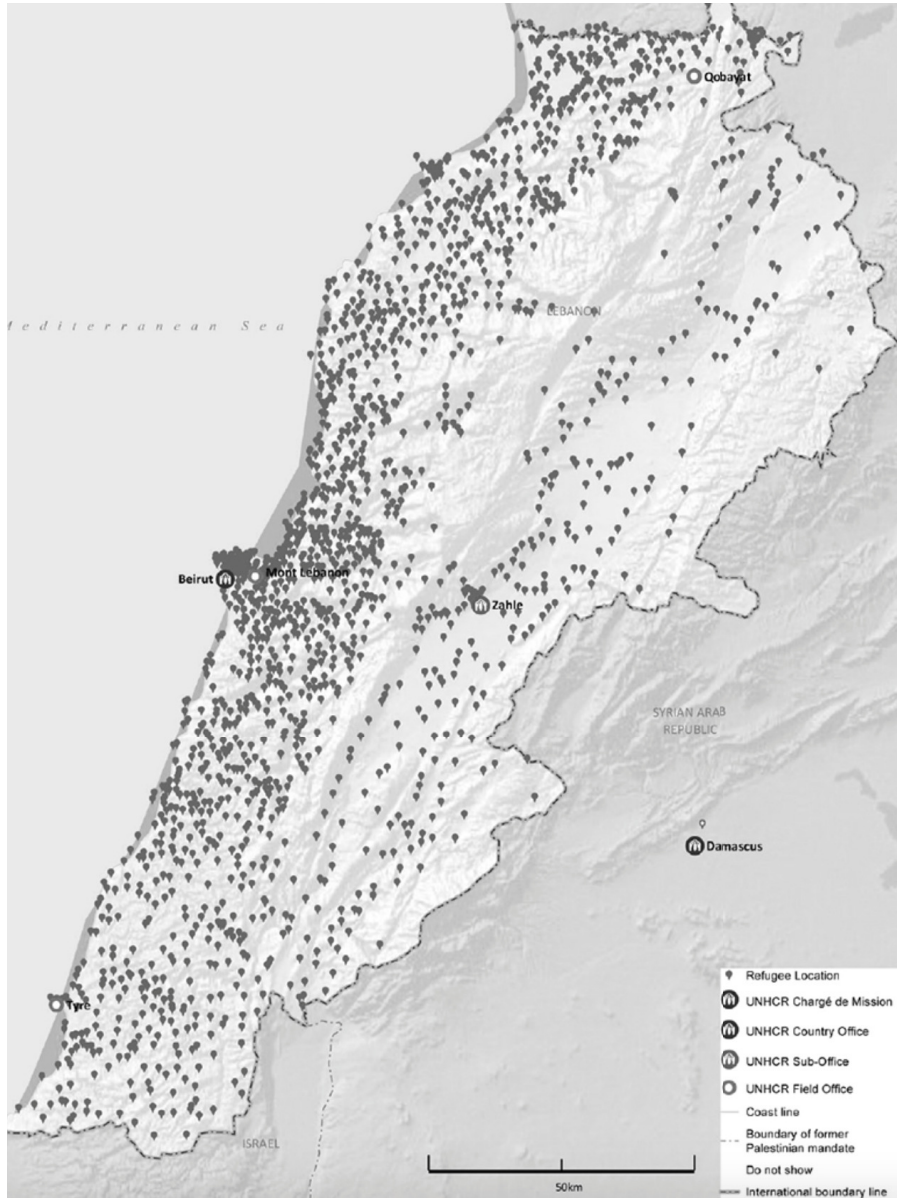 Qobayat
Mediterranean Sea
LEBANON
Beirut
Mont Lebanon
Zahle
SYRIAN ARAB
REPUBLIC
Damascus
Tyre
ISRAEL
50km
Refugee Location
UNHCR Chargé de Mission
UNHCR Country Office
UNHCR Sub-Office
UNHCR Field Office
Coast line
Boundary of former
Palestinian mandate
Do not show
International boundary line